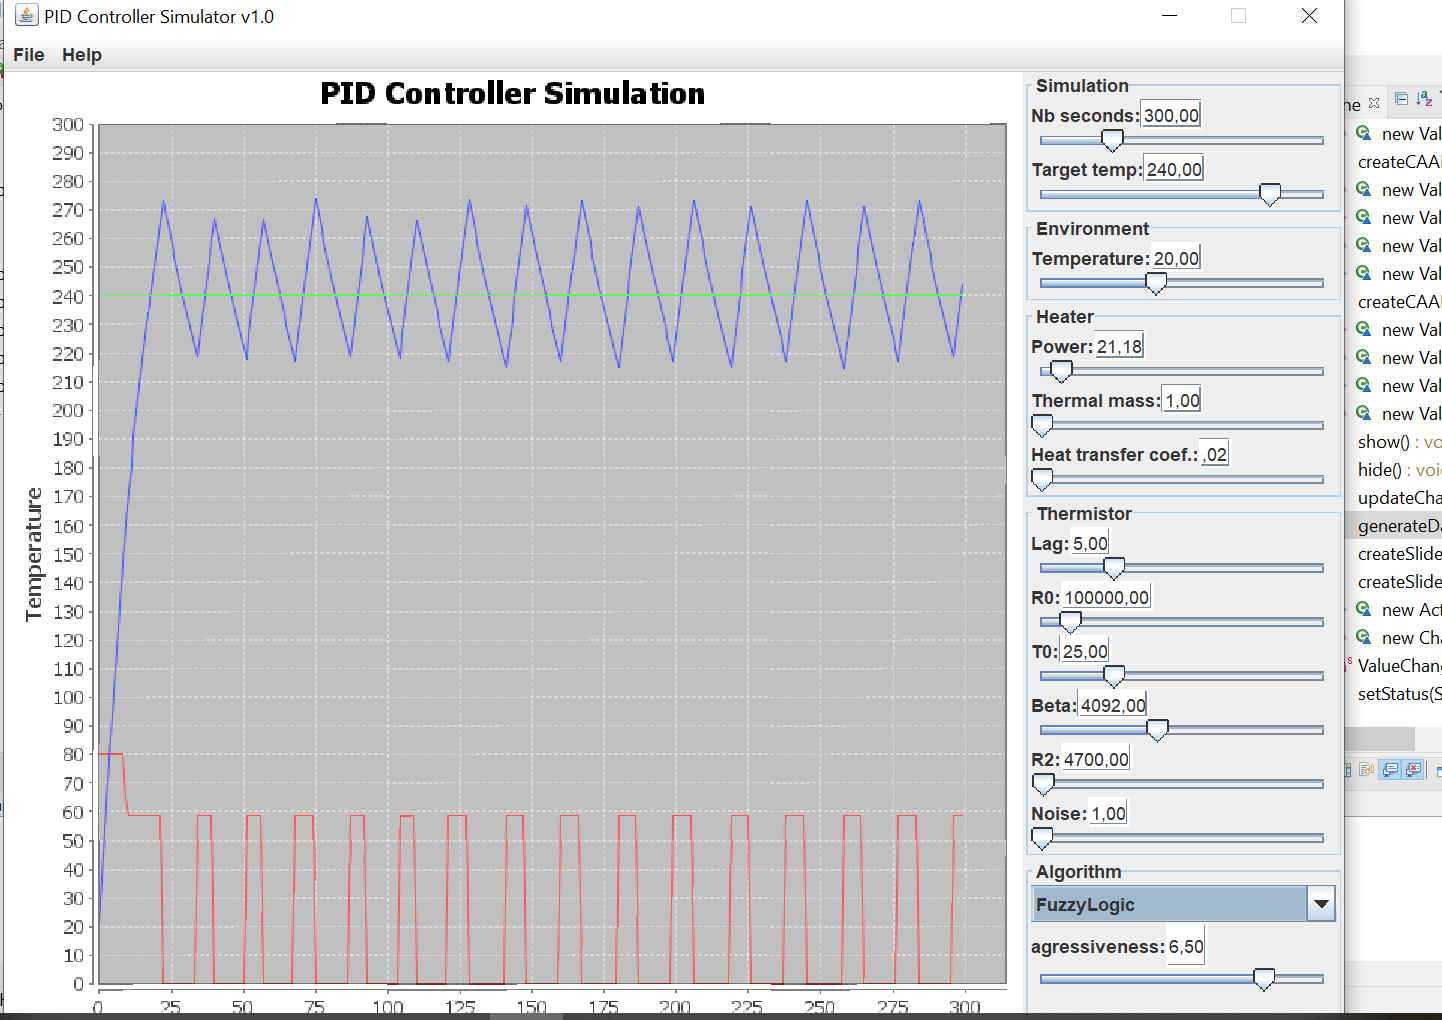 PID Controller Simulator v1.0
File Help
PID Controller Simulation
300
290
280
270
260
250
240
230
220
210
200
190
180
170
160
150
140
130
120
110
100
90
80
70
60
50
40
30
20
10
0
Temperature
0 25 50 75 100 125 150 175 200 225 250 275 300
Simulation
Nb seconds: 300,00
Target temp: 240,00
Environment
Temperature: 20,00
Heater
Power: 21,18
Thermal mass: 1,00
Heat transfer coef.: ,02
Thermistor
Lag: 5,00
R0: 100000,00
T0: 25,00
Beta: 4092,00
R2: 4700,00
Noise: 1,00
Algorithm
FuzzyLogic
agressiveness: 6,50
new Val
createCAA
new Val
new Val
new Val
new Val
createCAA
new Val
new Val
new Val
new Val
show() : vo
hide() : void
updateCha
generateDa
createSlide
createSlide
new Act
new Cha
ValueChan
setStatus(S